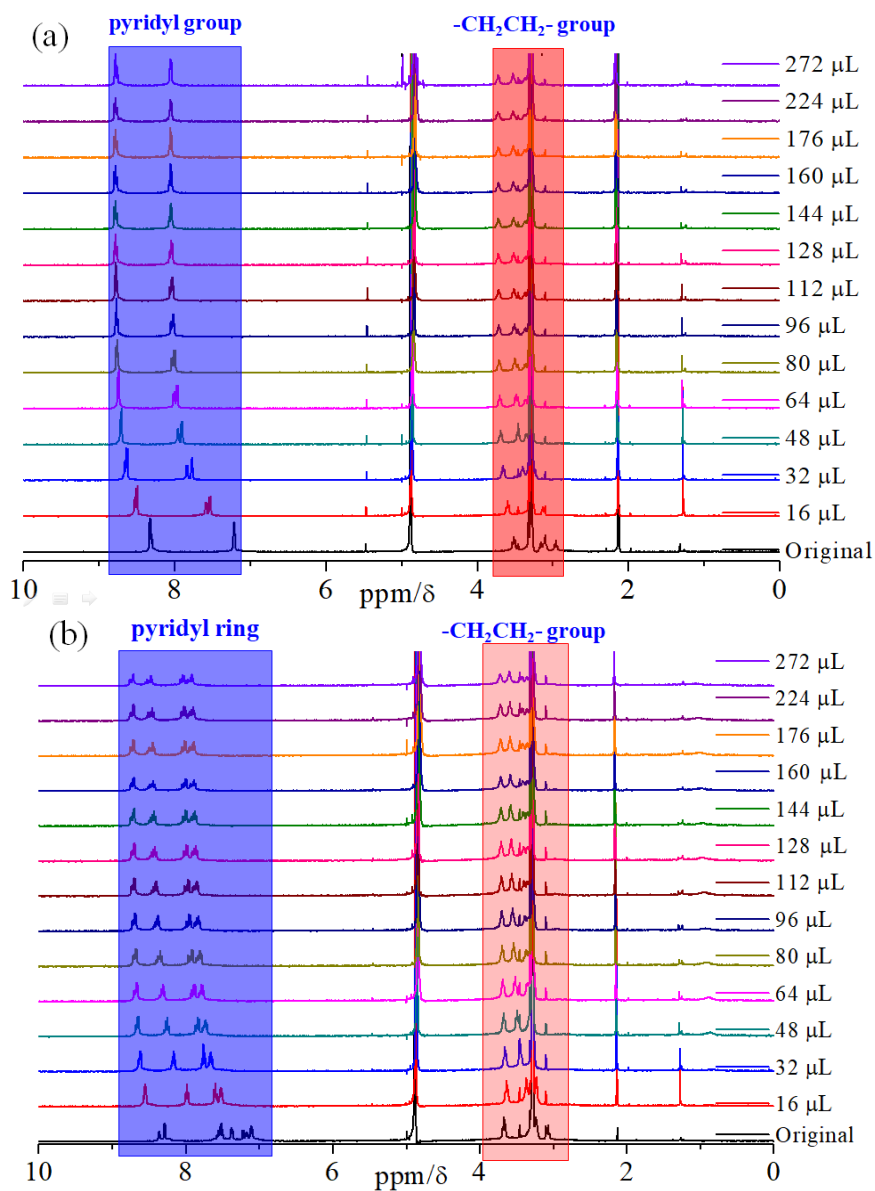 (a)
pyridyl group
-CH₂CH₂- group
272 μL
224 μL
176 μL
160 μL
144 μL
128 μL
112 μL
96 μL
80 μL
64 μL
48 μL
32 μL
16 μL
Original
10 8 6 4 2 0
ppm/δ
(b)
pyridyl ring
-CH₂CH₂- group
272 μL
224 μL
176 μL
160 μL
144 μL
128 μL
112 μL
96 μL
80 μL
64 μL
48 μL
32 μL
16 μL
Original
10 8 6 4 2 0
ppm/δ